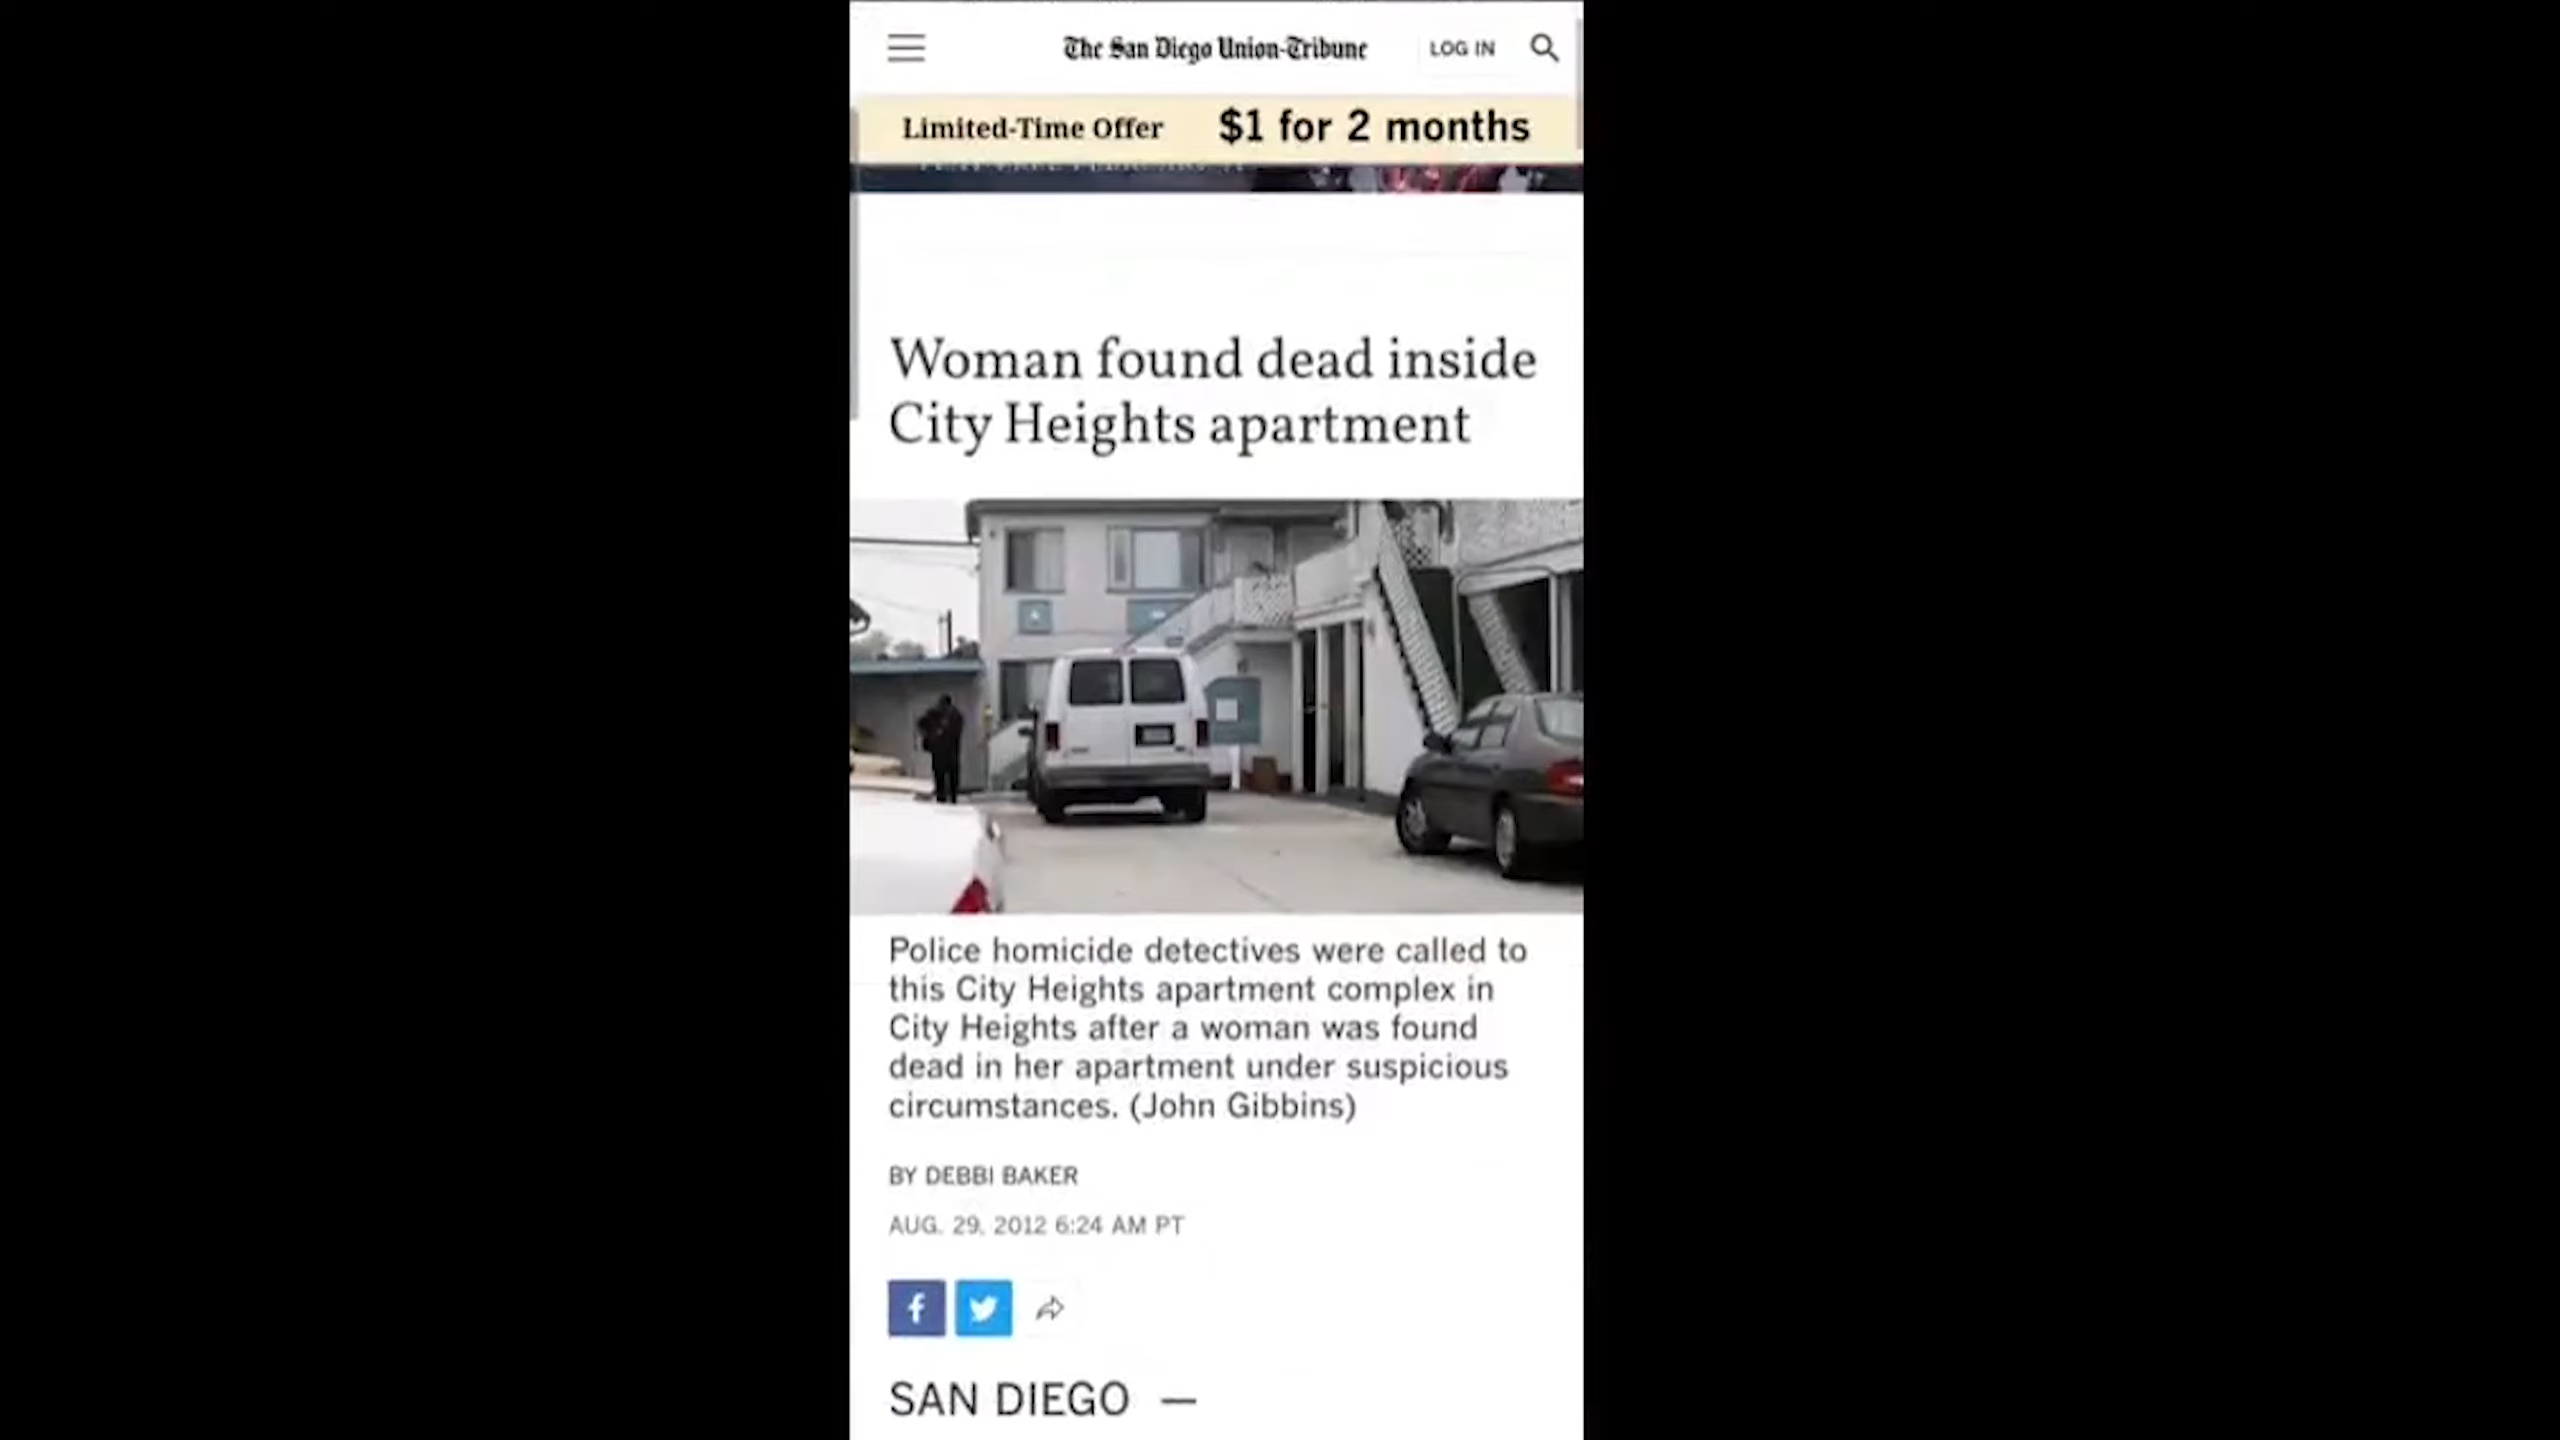 The San Diego Union-Tribune
LOG IN
Limited-Time Offer $1 for 2 months
Woman found dead inside
City Heights apartment
Police homicide detectives were called to
this City Heights apartment complex in
City Heights after a woman was found
dead in her apartment under suspicious
circumstances. (John Gibbins)
BY DEBBI BAKER
AUG. 29, 2012 6:24 AM PT
SAN DIEGO —